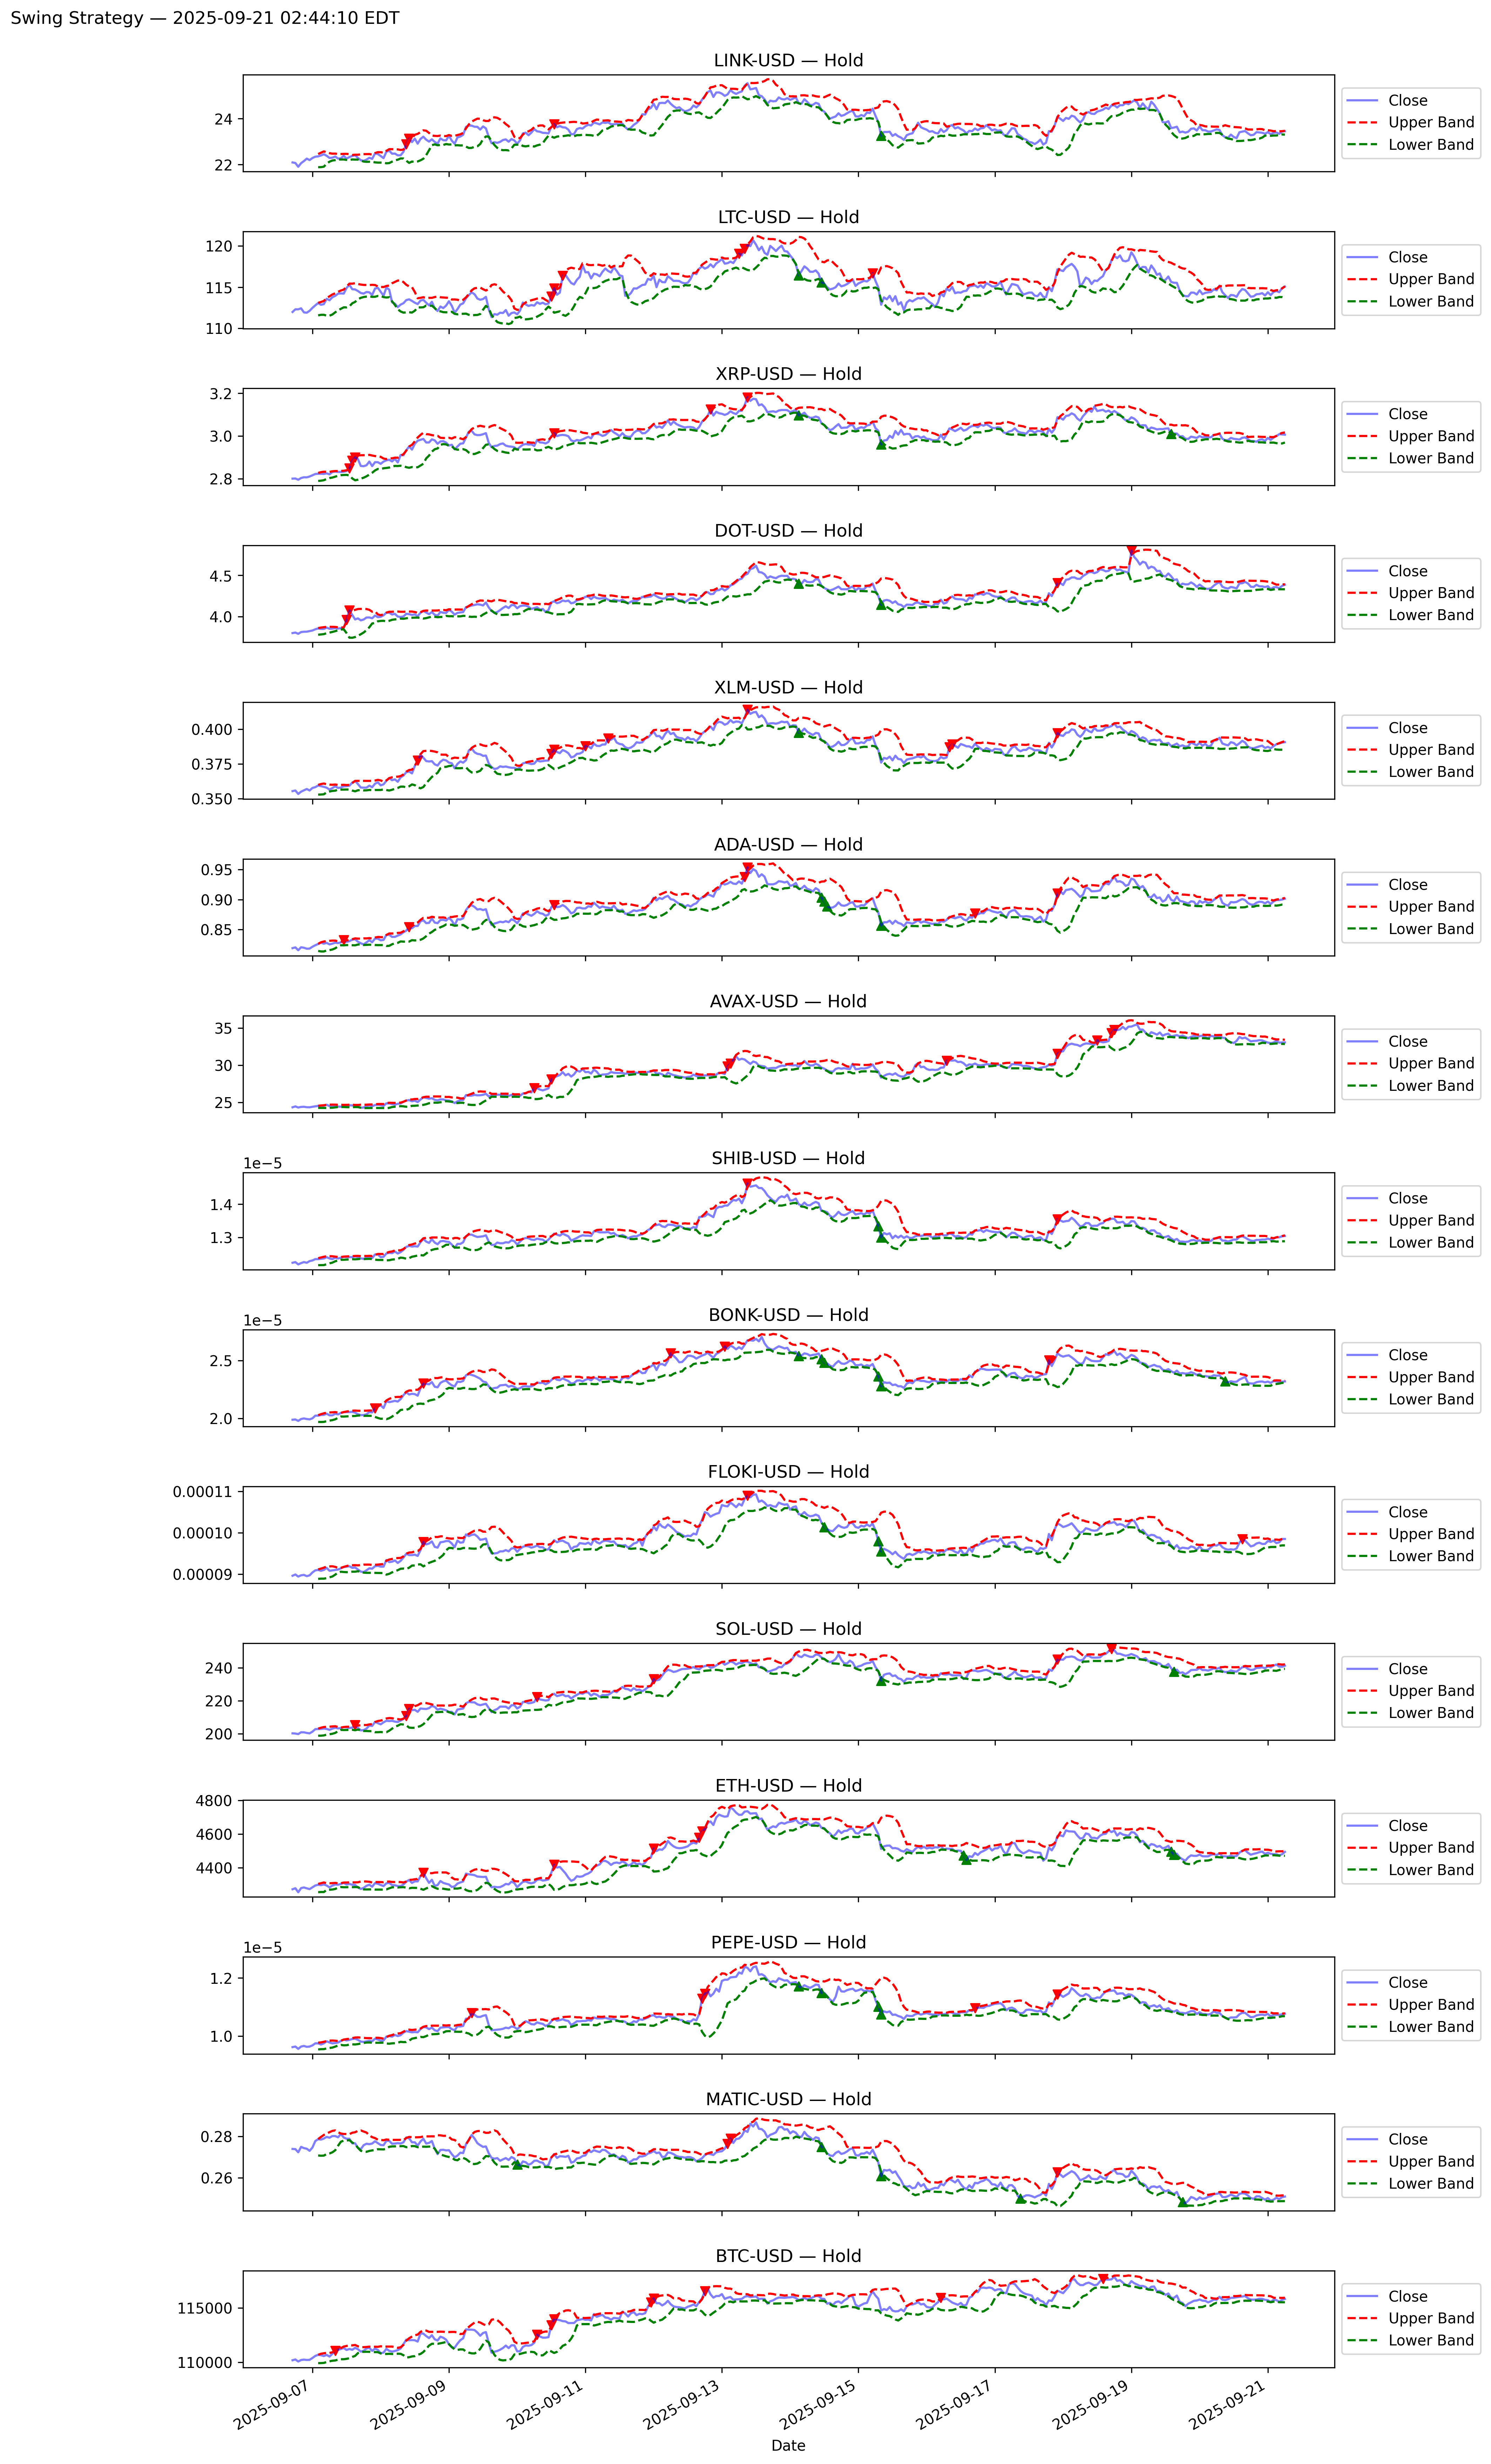 Swing Strategy — 2025-09-21 02:44:10 EDT
LINK-USD — Hold
24
22
Close
Upper Band
Lower Band
LTC-USD — Hold
120
115
110
Close
Upper Band
Lower Band
XRP-USD — Hold
3.2
3.0
2.8
Close
Upper Band
Lower Band
DOT-USD — Hold
4.5
4.0
Close
Upper Band
Lower Band
XLM-USD — Hold
0.400
0.375
0.350
Close
Upper Band
Lower Band
ADA-USD — Hold
0.95
0.90
0.85
Close
Upper Band
Lower Band
AVAX-USD — Hold
35
30
25
Close
Upper Band
Lower Band
SHIB-USD — Hold
1e−5
1.4
1.3
Close
Upper Band
Lower Band
BONK-USD — Hold
1e−5
2.5
2.0
Close
Upper Band
Lower Band
FLOKI-USD — Hold
0.00011
0.00010
0.00009
Close
Upper Band
Lower Band
SOL-USD — Hold
240
220
200
Close
Upper Band
Lower Band
ETH-USD — Hold
4800
4600
4400
Close
Upper Band
Lower Band
PEPE-USD — Hold
1e−5
1.2
1.0
Close
Upper Band
Lower Band
MATIC-USD — Hold
0.28
0.26
Close
Upper Band
Lower Band
BTC-USD — Hold
115000
110000
Close
Upper Band
Lower Band
2025-09-07
2025-09-09
2025-09-11
2025-09-13
2025-09-15
2025-09-17
2025-09-19
2025-09-21
Date